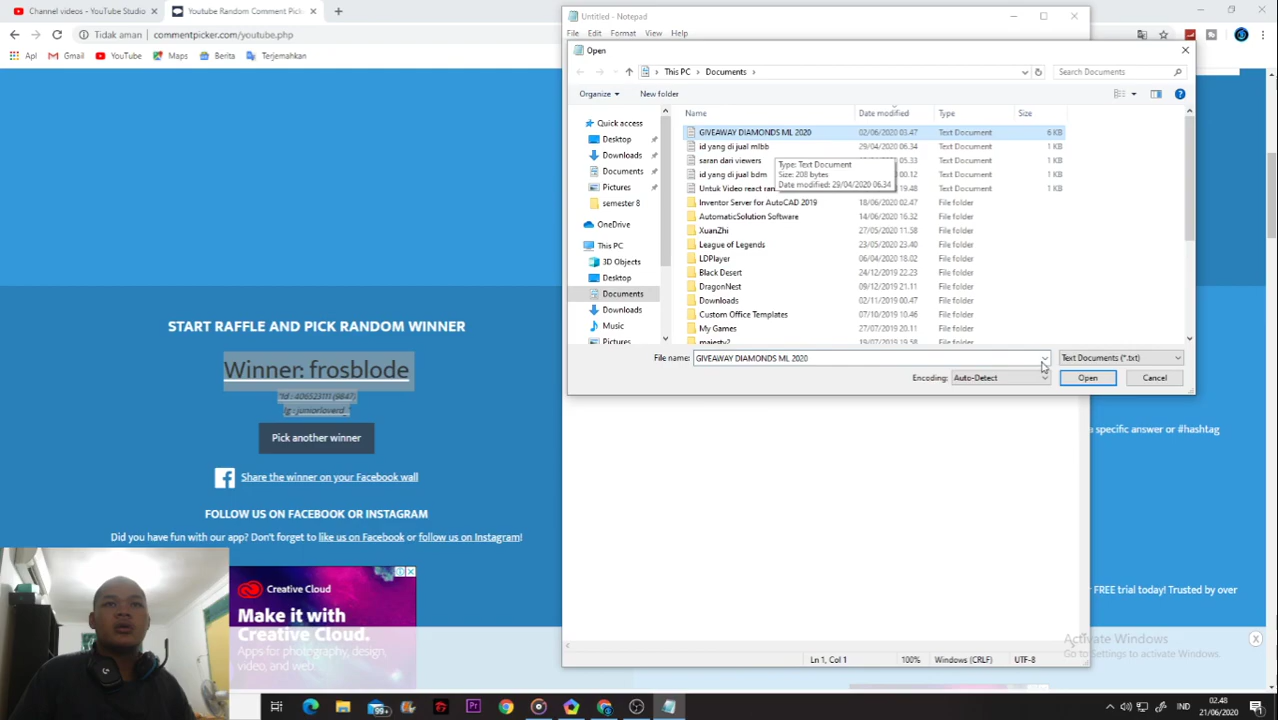 Channel videos - YouTube Studio
Youtube Random Comment Pick
Tidak aman
commentpicker.com/youtube.php
Apl
Gmail
YouTube
Maps
Berita
Terjemahkan
START RAFFLE AND PICK RANDOM WINNER
Winner: frosblode
"Id : 406523111 (9847)
Pick another winner
Share the winner on your Facebook wall
FOLLOW US ON FACEBOOK OR INSTAGRAM
Did you have fun with our app? Don't forget to like us on Facebook or follow us on Instagram!
Creative Cloud
Make it with
Creative Cloud.
Apps for photography, design,
video, and web.
Untitled - Notepad
File Edit Format View Help
Open
This PC > Documents >
Search Documents
Organize
New folder
Name Date modified Type Size
GIVEAWAY DIAMONDS ML 2020 02/06/2020 03.47 Text Document 6 KB
id yang di jual mlbb 29/04/2020 06.34 Text Document 1 KB
saran dari viewers 05.33 Text Document 1 KB
id yang di jual bdm 00.12 Text Document 1 KB
Untuk Video react ran 19.48 Text Document 1 KB
Type: Text Document
Size: 208 bytes
Date modified: 29/04/2020 06.34
Inventor Server for AutoCAD 2019 18/06/2020 02.47 File folder
AutomaticSolution Software 14/06/2020 16.32 File folder
XuanZhi 27/05/2020 11.58 File folder
League of Legends 23/05/2020 23.40 File folder
LDPlayer 06/04/2020 18.02 File folder
Black Desert 24/12/2019 22.23 File folder
DragonNest 09/12/2019 21.11 File folder
Downloads 02/11/2019 00.47 File folder
Custom Office Templates 07/10/2019 10.46 File folder
My Games 27/07/2019 20.11 File folder
majesty2 19/07/2019 19.58 File folder
Quick access
Desktop
Downloads
Documents
Pictures
semester 8
OneDrive
This PC
3D Objects
Desktop
Documents
Downloads
Music
Pictures
File name: GIVEAWAY DIAMONDS ML 2020
Text Documents (*.txt)
Encoding: Auto-Detect
Open
Cancel
a specific answer or #hashtag
FREE trial today! Trusted by over
Activate Windows
Go to Settings to activate Windows.
Ln 1, Col 1 100% Windows (CRLF) UTF-8
99+
Pr
IND
02.48
21/06/2020